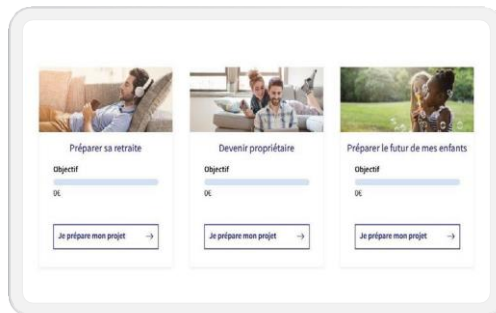 Préparer sa retraite
Objectif
0€
Je prépare mon projet →
Devenir propriétaire
Objectif
0€
Je prépare mon projet →
Préparer le futur de mes enfants
Objectif
0€
Je prépare mon projet →